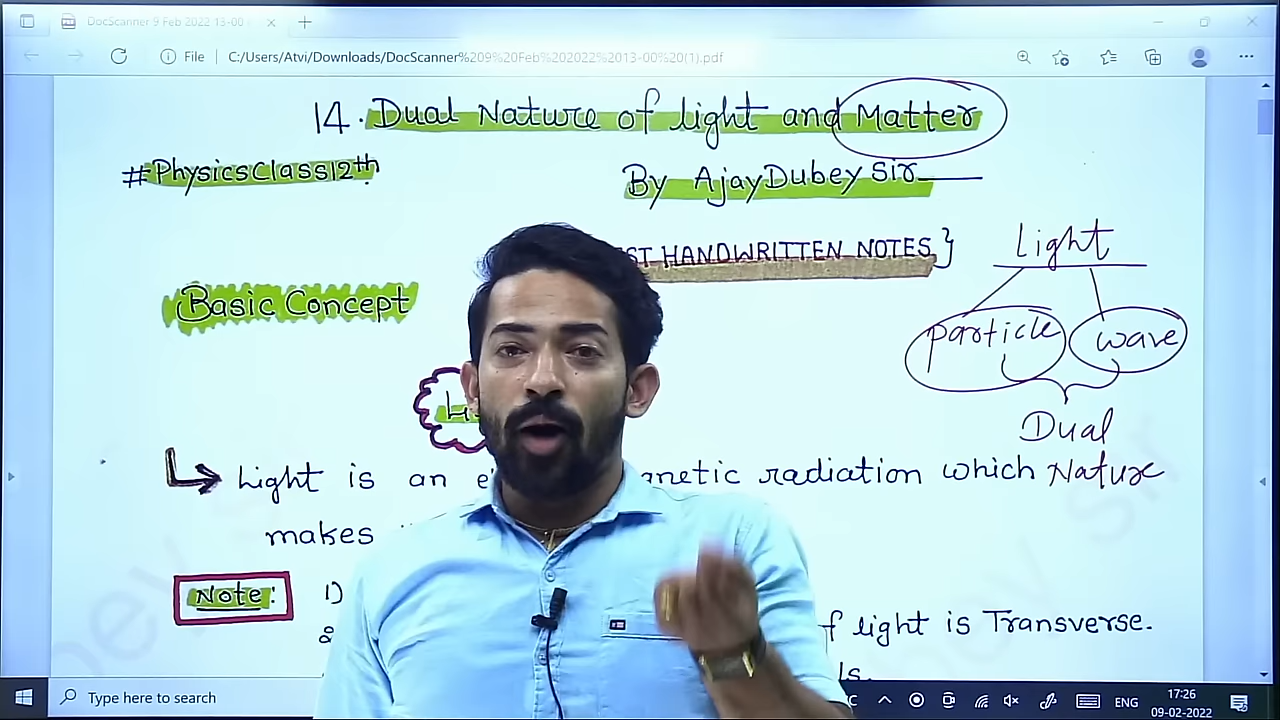 DocScanner 9 Feb 2022 13-00
File C:/Users/Atvi/Downloads/DocScanner%209%20Feb%202022%2013-00%20(1).pdf
14. Dual Nature of light and Matter
#PhysicsClass12th
By AjayDubeySir
HANDWRITTEN NOTES}
Light
Basic Concept
particle wave
Dual
Nature
Light is an radiation which
makes
Note: 1)
light is Transverse.
&
Type here to search
ENG
17:26
09-02-2022